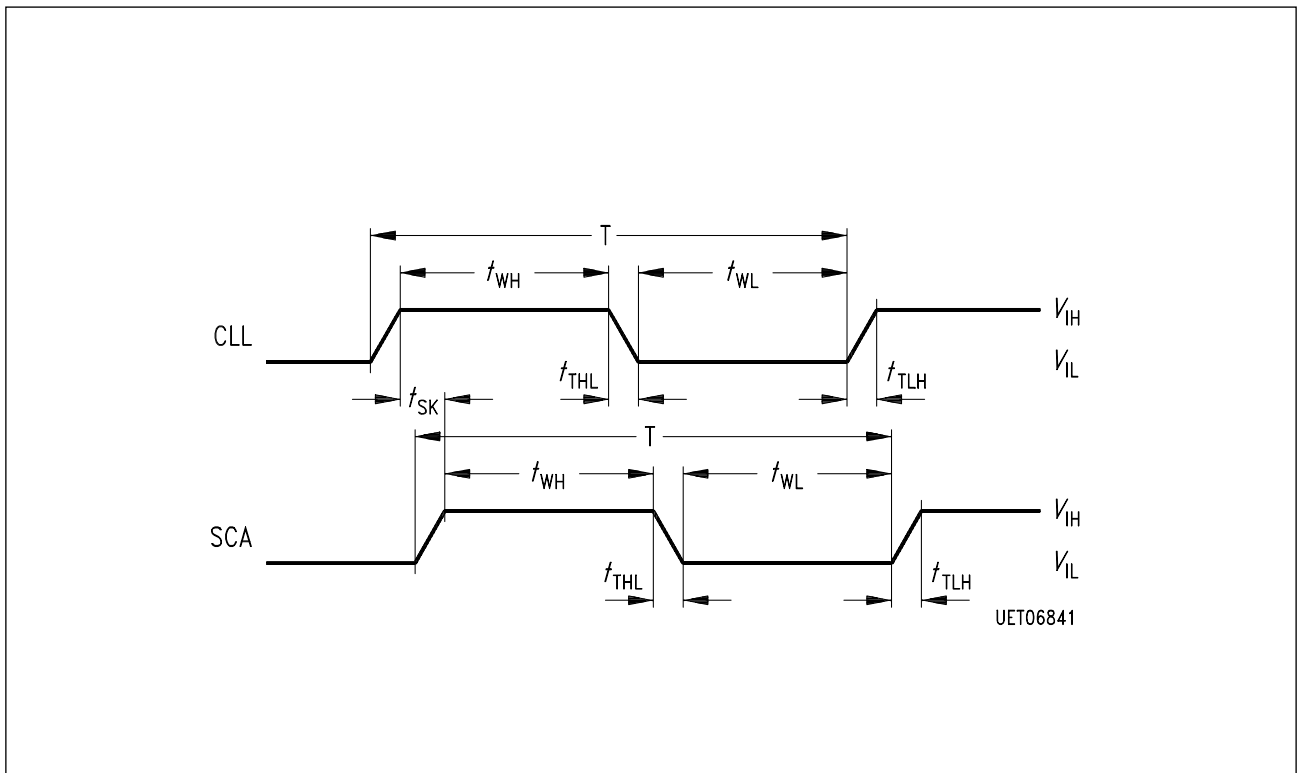 T
tWH
tWL
CLL
VIH
VIL
tTHL
tTLH
tSK
T
tWH
tWL
SCA
VIH
VIL
tTHL
tTLH
UET06841